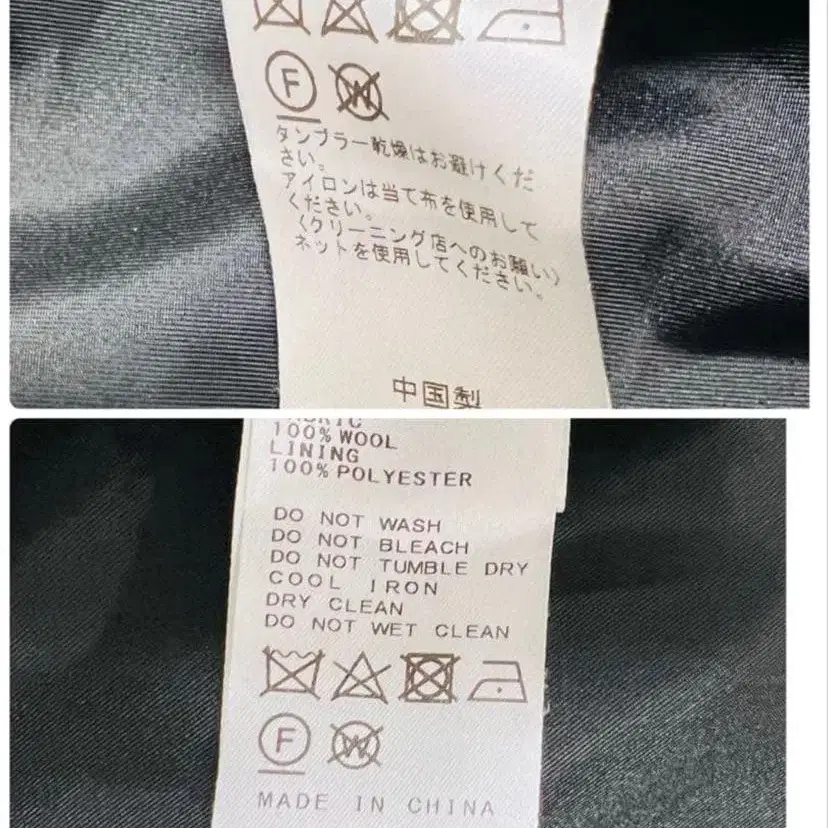 F
W
タンブラー乾燥はお避けくだ
さい。
アイロンは当て布を使用して
ください。
(クリーニング店へのお願い)
ネットを使用してください。
中国製
FABRIC
100% WOOL
LINING
100% POLYESTER
DO NOT WASH
DO NOT BLEACH
DO NOT TUMBLE DRY
COOL IRON
DRY CLEAN
DO NOT WET CLEAN
F
W
MADE IN CHINA